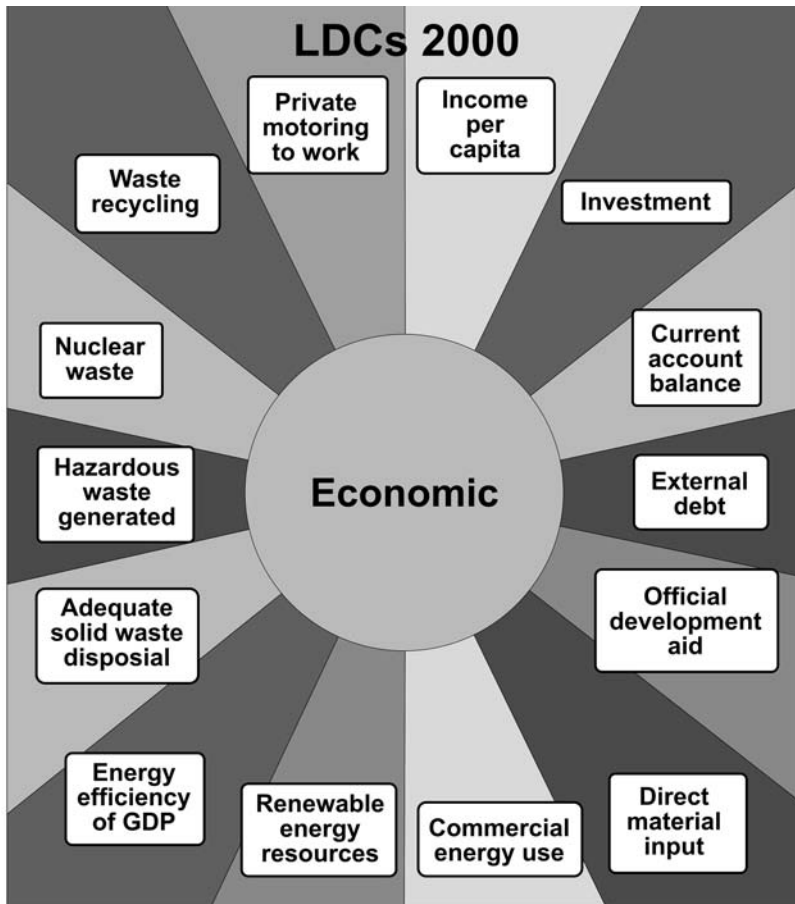 LDCs 2000
Private
motoring
to work
Income
per
capita
Waste
recycling
Investment
Nuclear
waste
Current
account
balance
Hazardous
waste
generated
Economic
External
debt
Adequate
solid waste
disposial
Official
development
aid
Energy
efficiency
of GDP
Renewable
energy
resources
Commercial
energy use
Direct
material
input